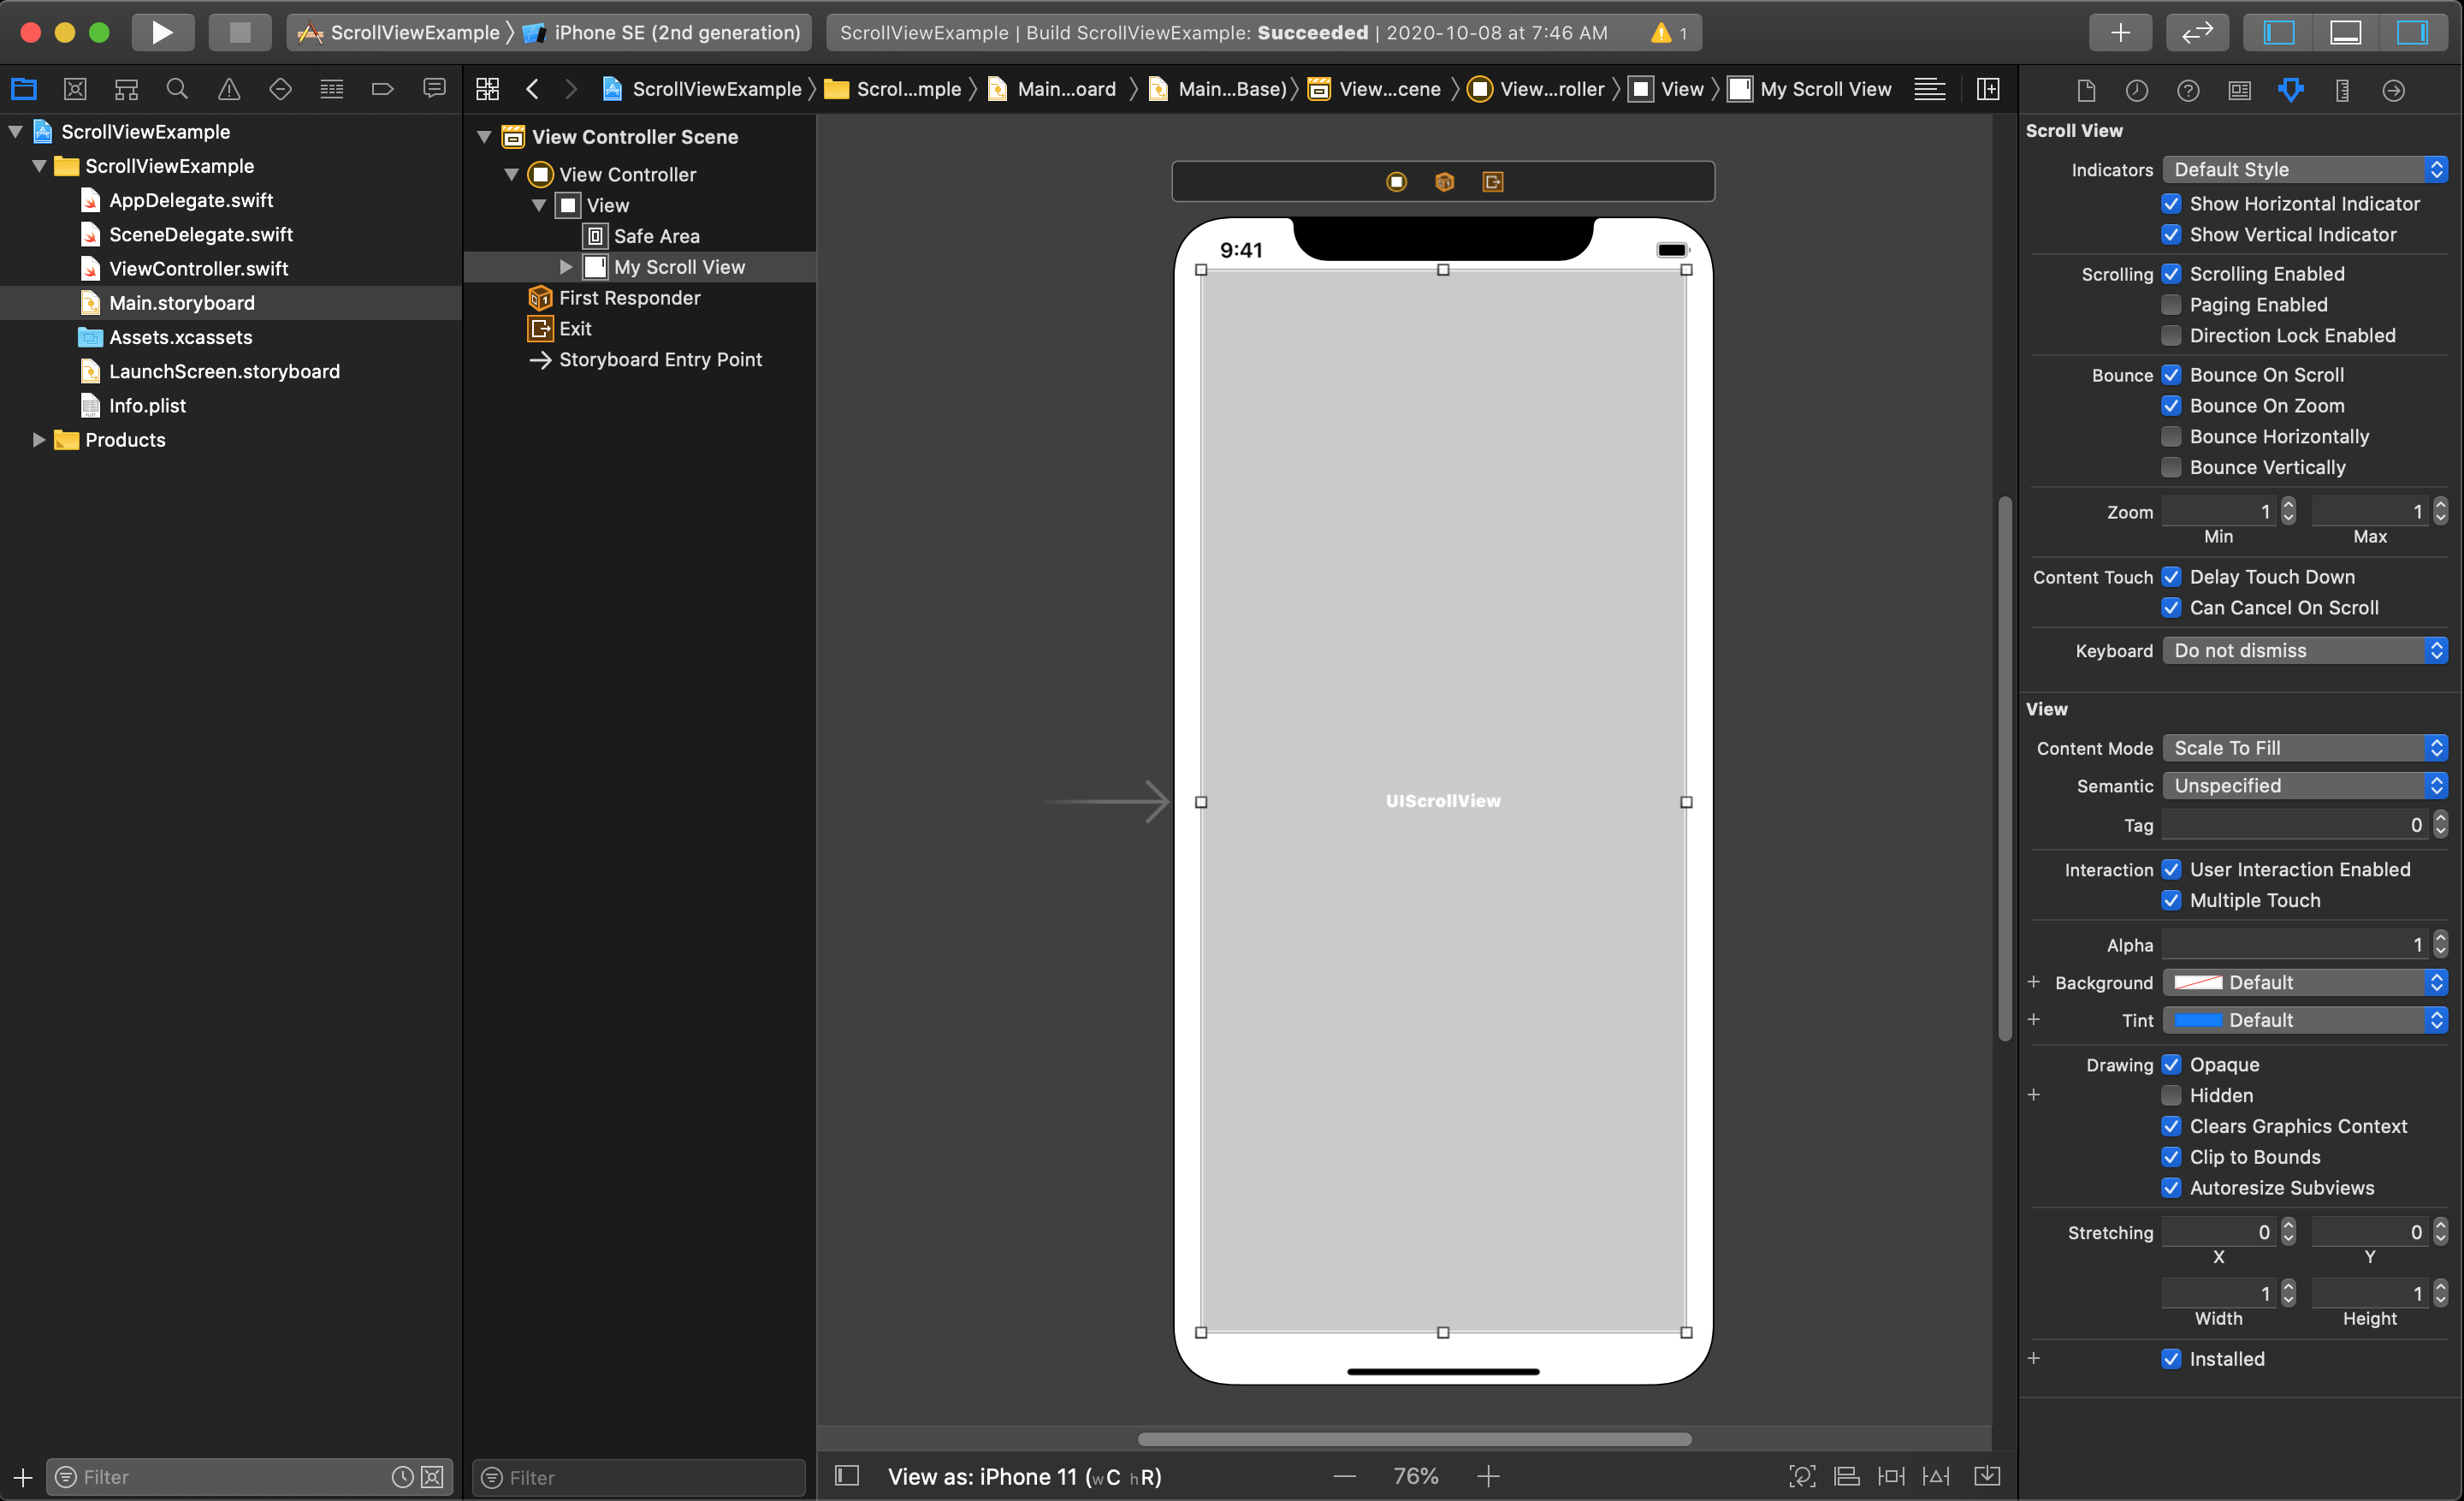 ScrollViewExample iPhone SE (2nd generation)
ScrollViewExample | Build ScrollViewExample: Succeeded | 2020-10-08 at 7:46 AM 1
ScrollViewExample Scrol...mple Main...oard Main...Base) View...cene View...roller View My Scroll View
ScrollViewExample
ScrollViewExample
AppDelegate.swift
SceneDelegate.swift
ViewController.swift
Main.storyboard
Assets.xcassets
LaunchScreen.storyboard
Info.plist
Products
Filter
View Controller Scene
View Controller
View
Safe Area
My Scroll View
First Responder
Exit
Storyboard Entry Point
Filter
9:41
UIScrollView
View as: iPhone 11 (wC hR)
76%
Scroll View
Indicators Default Style
Show Horizontal Indicator
Show Vertical Indicator
Scrolling Scrolling Enabled
Paging Enabled
Direction Lock Enabled
Bounce Bounce On Scroll
Bounce On Zoom
Bounce Horizontally
Bounce Vertically
Zoom 1 1
Min Max
Content Touch Delay Touch Down
Can Cancel On Scroll
Keyboard Do not dismiss
View
Content Mode Scale To Fill
Semantic Unspecified
Tag 0
Interaction User Interaction Enabled
Multiple Touch
Alpha 1
Background Default
Tint Default
Drawing Opaque
Hidden
Clears Graphics Context
Clip to Bounds
Autoresize Subviews
Stretching 0 0
X Y
1 1
Width Height
Installed